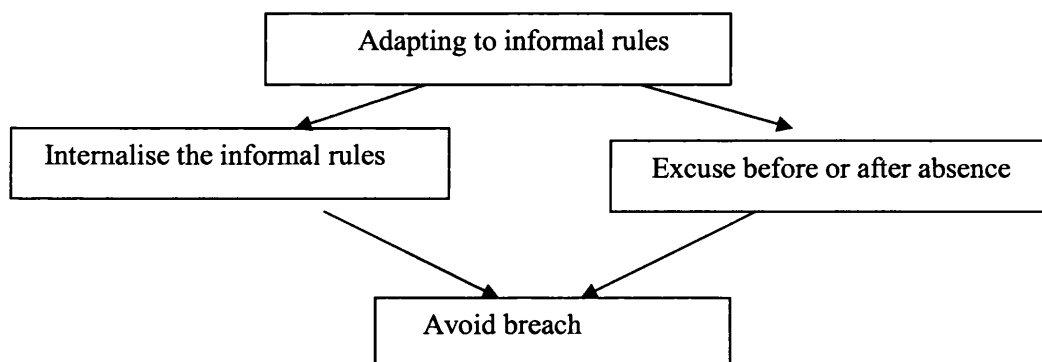 Adapting to informal rules
Internalise the informal rules
Excuse before or after absence
Avoid breach